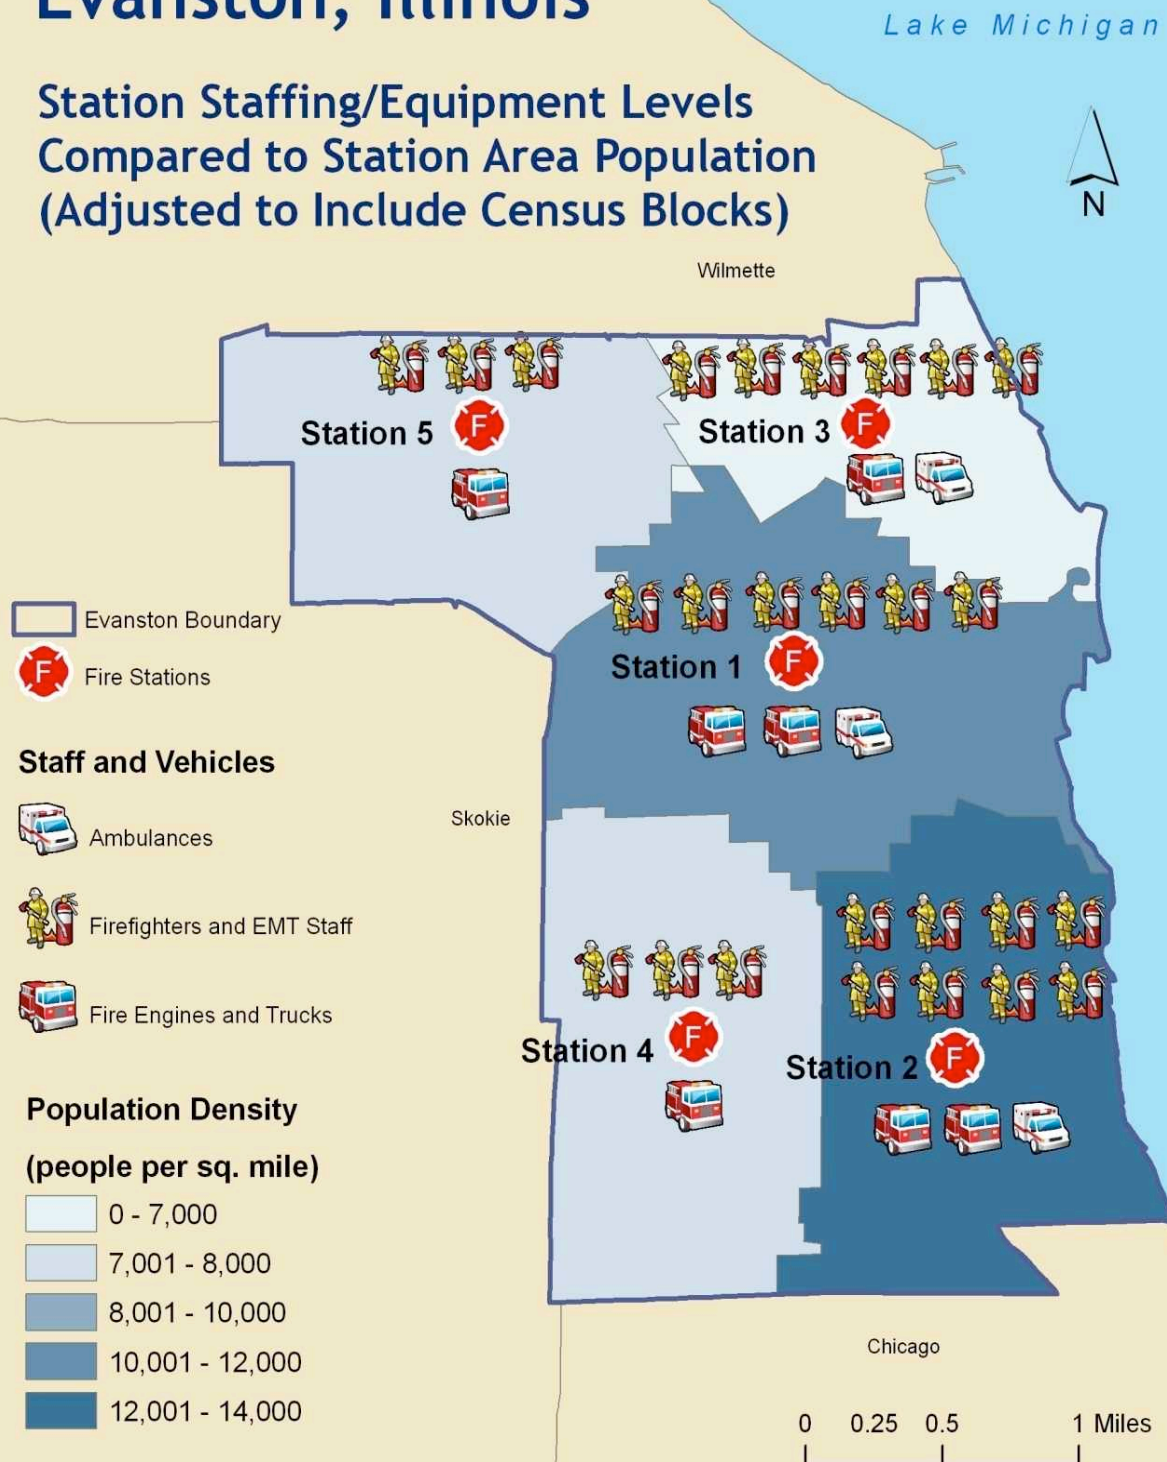 Evanston, Illinois
Lake Michigan
Station Staffing/Equipment Levels
Compared to Station Area Population
(Adjusted to Include Census Blocks)
N
Wilmette
Station 5
F
Station 3
F
Evanston Boundary
F
Fire Stations
Station 1
F
Staff and Vehicles
Skokie
Ambulances
Firefighters and EMT Staff
Fire Engines and Trucks
Station 4
F
Station 2
F
Population Density
(people per sq. mile)
0 - 7,000
7,001 - 8,000
8,001 - 10,000
10,001 - 12,000
12,001 - 14,000
Chicago
0 0.25 0.5 1 Miles